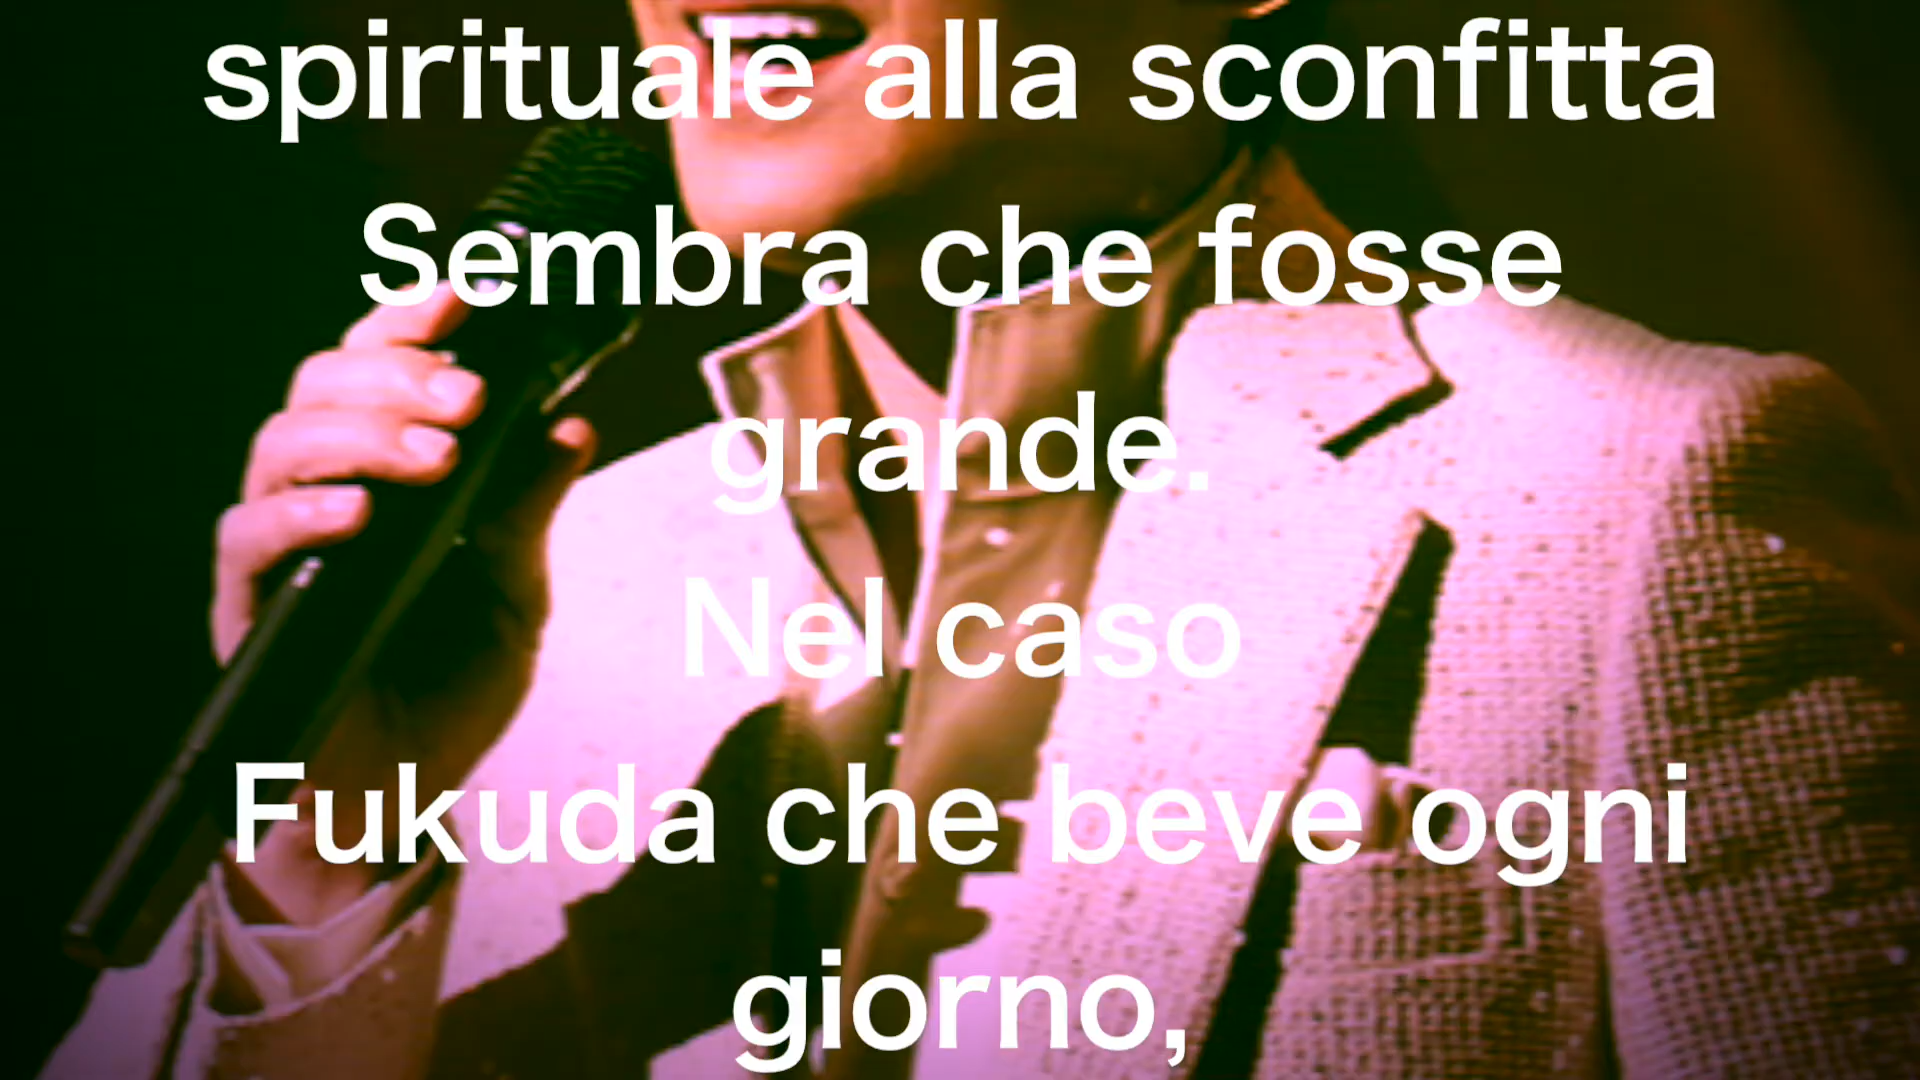 spirituale alla sconfitta
Sembra che fosse
grande.
Nel caso
Fukuda che beve ogni
giorno,